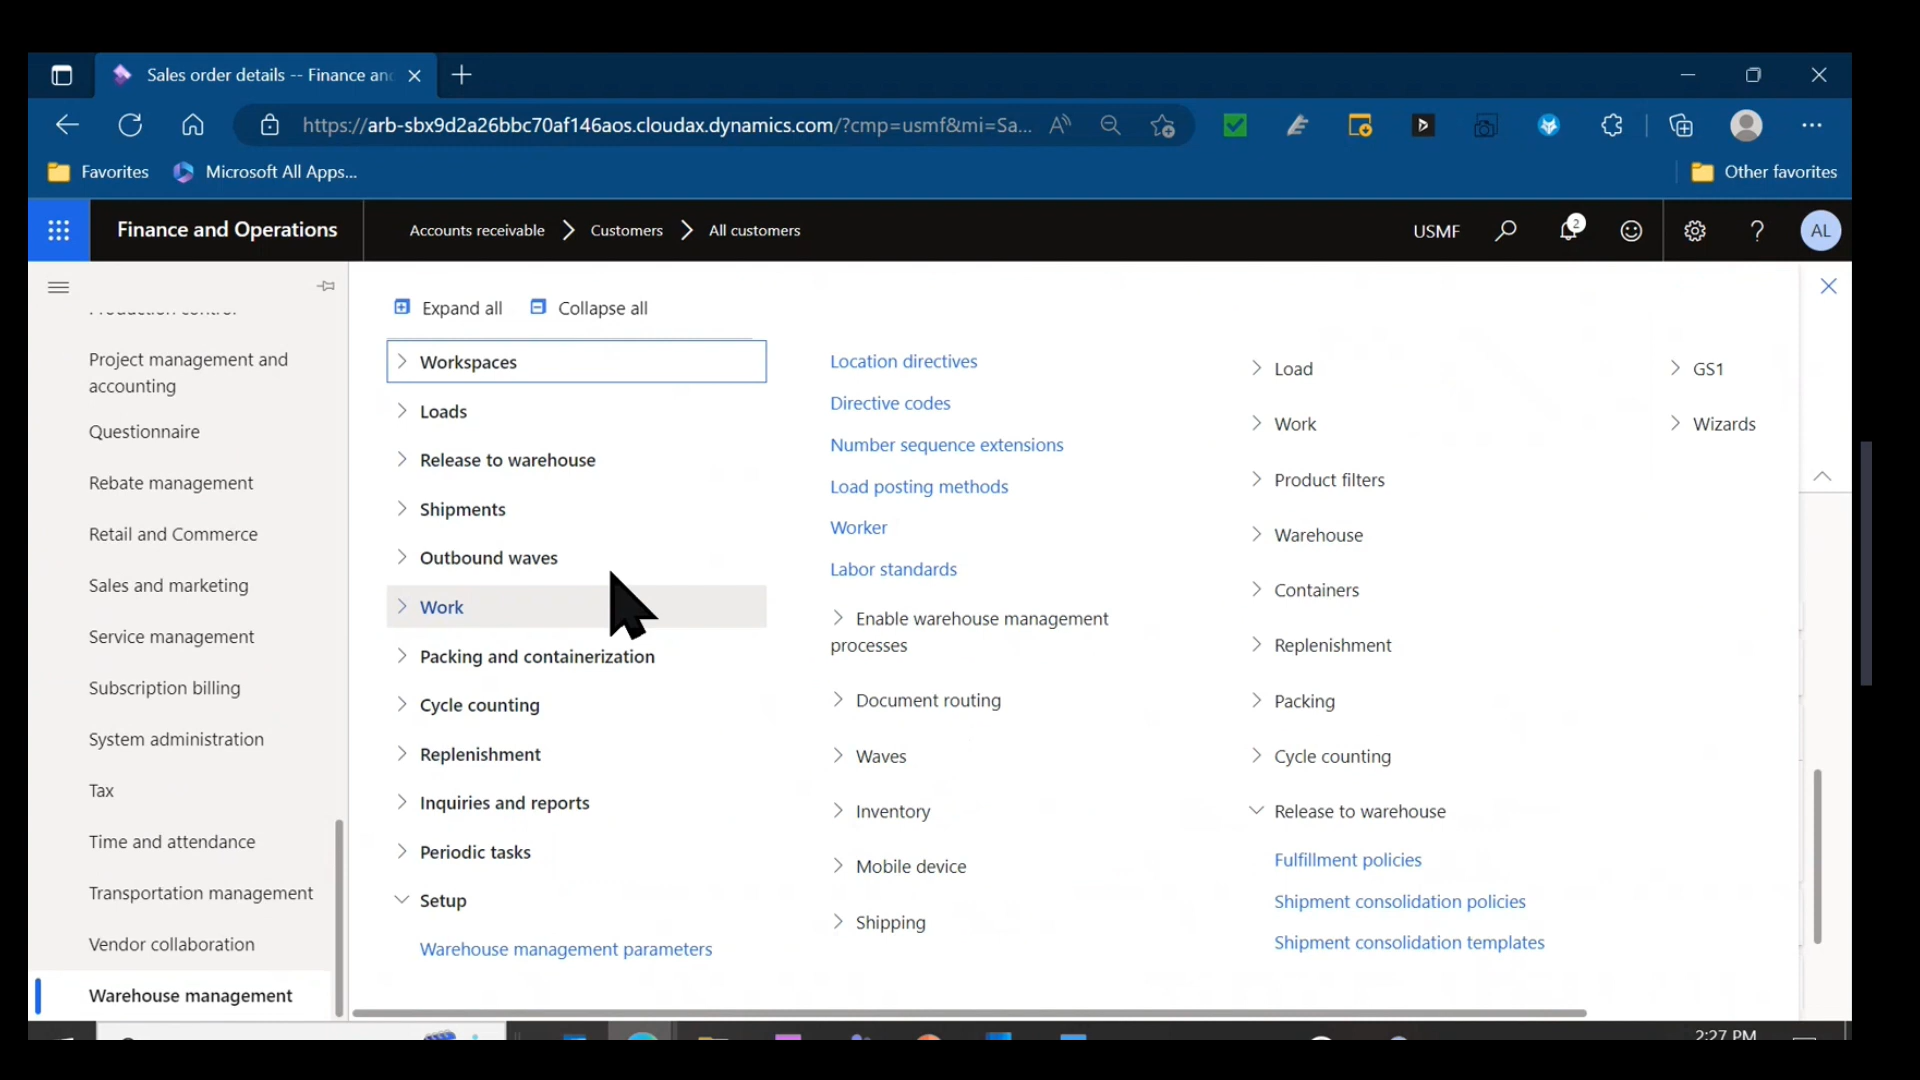 Sales order details -- Finance an
https://arb-sbx9d2a26bbc70af146aos.cloudax.dynamics.com/?cmp=usmf&mi=Sa...
Favorites
Microsoft All Apps...
Other favorites
Finance and Operations
Accounts receivable
Customers
All customers
USMF
2
?
AL
Project management and
accounting
Questionnaire
Rebate management
Retail and Commerce
Sales and marketing
Service management
Subscription billing
System administration
Tax
Time and attendance
Transportation management
Vendor collaboration
Warehouse management
Expand all
Collapse all
Workspaces
Loads
Release to warehouse
Shipments
Outbound waves
Work
Packing and containerization
Cycle counting
Replenishment
Inquiries and reports
Periodic tasks
Setup
Warehouse management parameters
Location directives
Directive codes
Number sequence extensions
Load posting methods
Worker
Labor standards
Enable warehouse management
processes
Document routing
Waves
Inventory
Mobile device
Shipping
Load
Work
Product filters
Warehouse
Containers
Replenishment
Packing
Cycle counting
Release to warehouse
Fulfillment policies
Shipment consolidation policies
Shipment consolidation templates
GS1
Wizards
2:27 PM